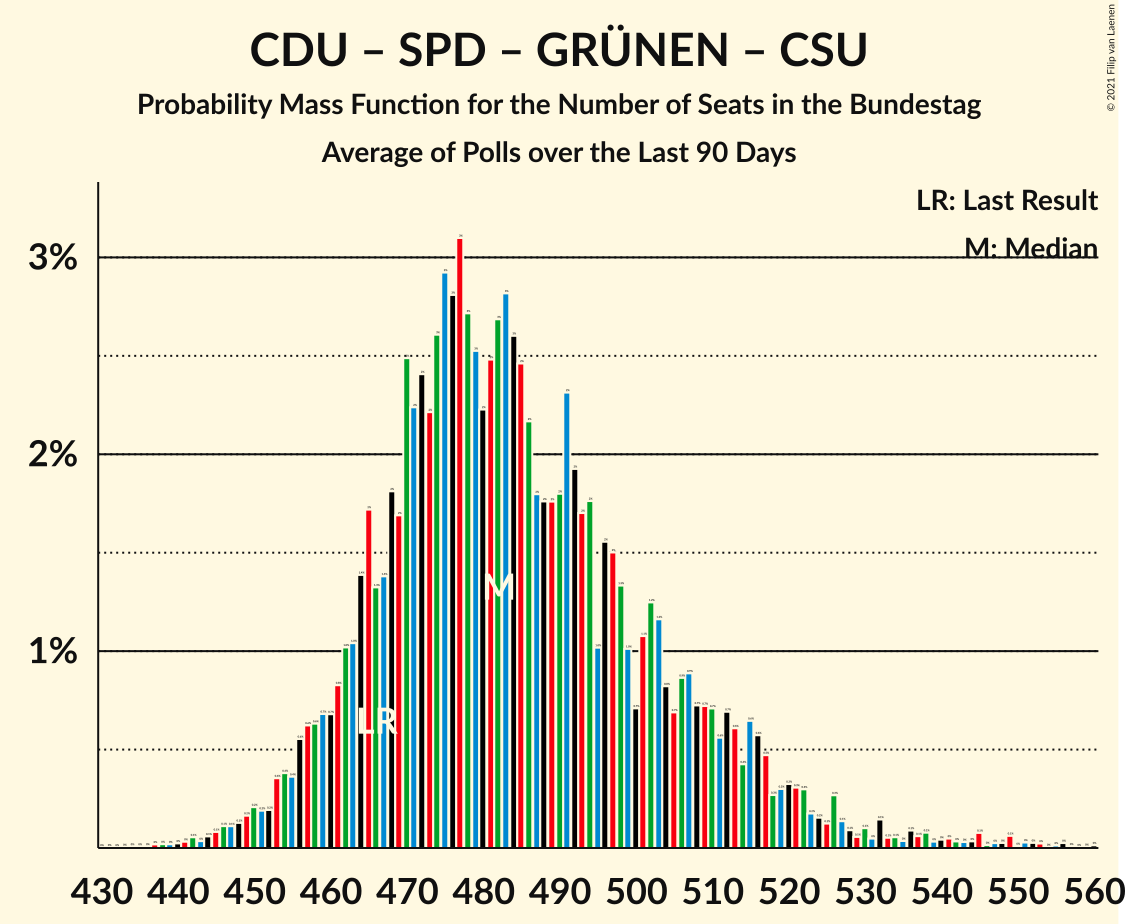 CDU – SPD – GRÜNEN – CSU
Probability Mass Function for the Number of Seats in the Bundestag
Average of Polls over the Last 90 Days
© 2021 Filip van Laenen
LR: Last Result
M: Median
3%
2%
1%
M
LR
430 440 450 460 470 480 490 500 510 520 530 540 550 560